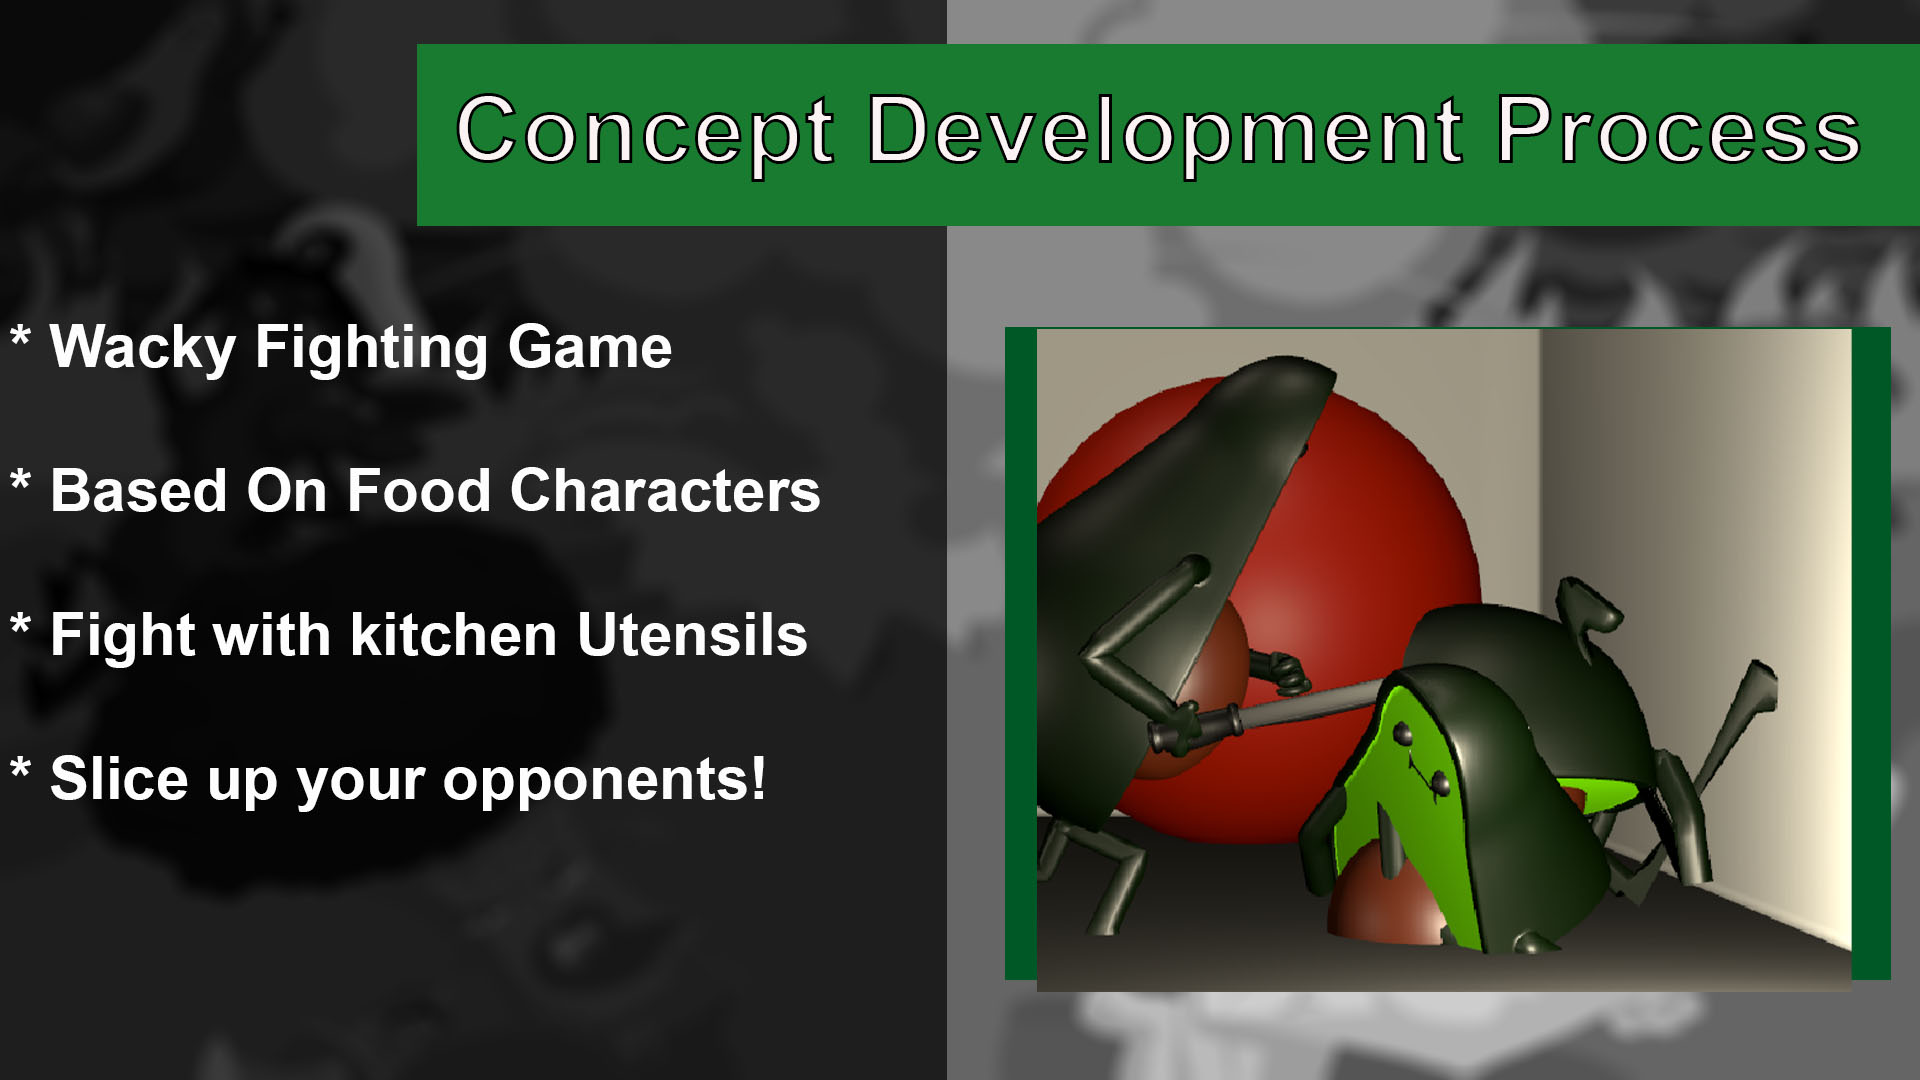 Concept Development Process
* Wacky Fighting Game
* Based On Food Characters
* Fight with kitchen Utensils
* Slice up your opponents!